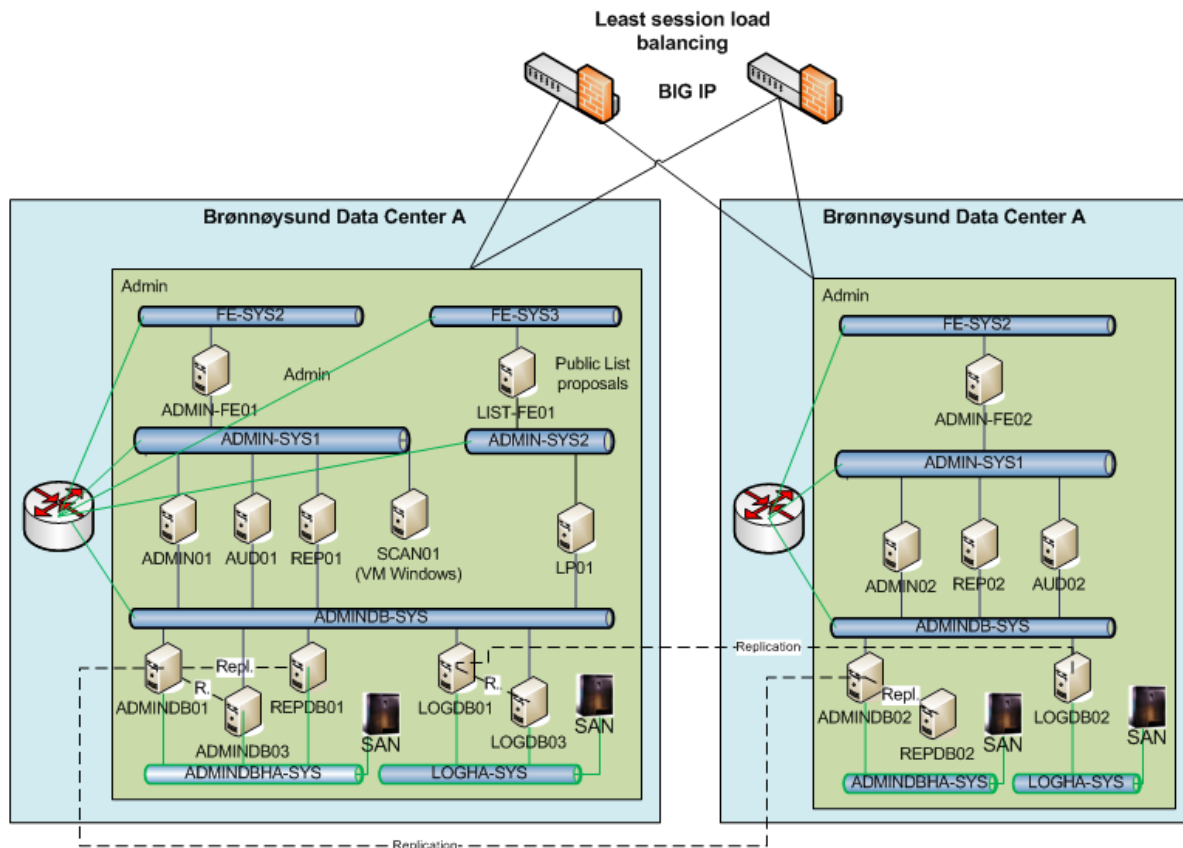 Least session load
balancing
BIG IP
Brønnøysund Data Center A
Admin
FE-SYS2
FE-SYS3
Admin
Public List
proposals
ADMIN-FE01
LIST-FE01
ADMIN-SYS1
ADMIN-SYS2
ADMIN01
AUD01
REP01
SCAN01
(VM Windows)
LP01
ADMINDB-SYS
Repl.
R.
R..
ADMINDB01
REPDB01
LOGDB01
ADMINDB03
SAN
LOGDB03
SAN
ADMINDBHA-SYS
LOGHA-SYS
Brønnøysund Data Center A
Admin
FE-SYS2
ADMIN-FE02
ADMIN-SYS1
ADMIN02
REP02
AUD02
ADMINDB-SYS
Replication
Repl.
ADMINDB02
LOGDB02
REPDB02
SAN
SAN
ADMINDBHA-SYS
LOGHA-SYS
Replication-